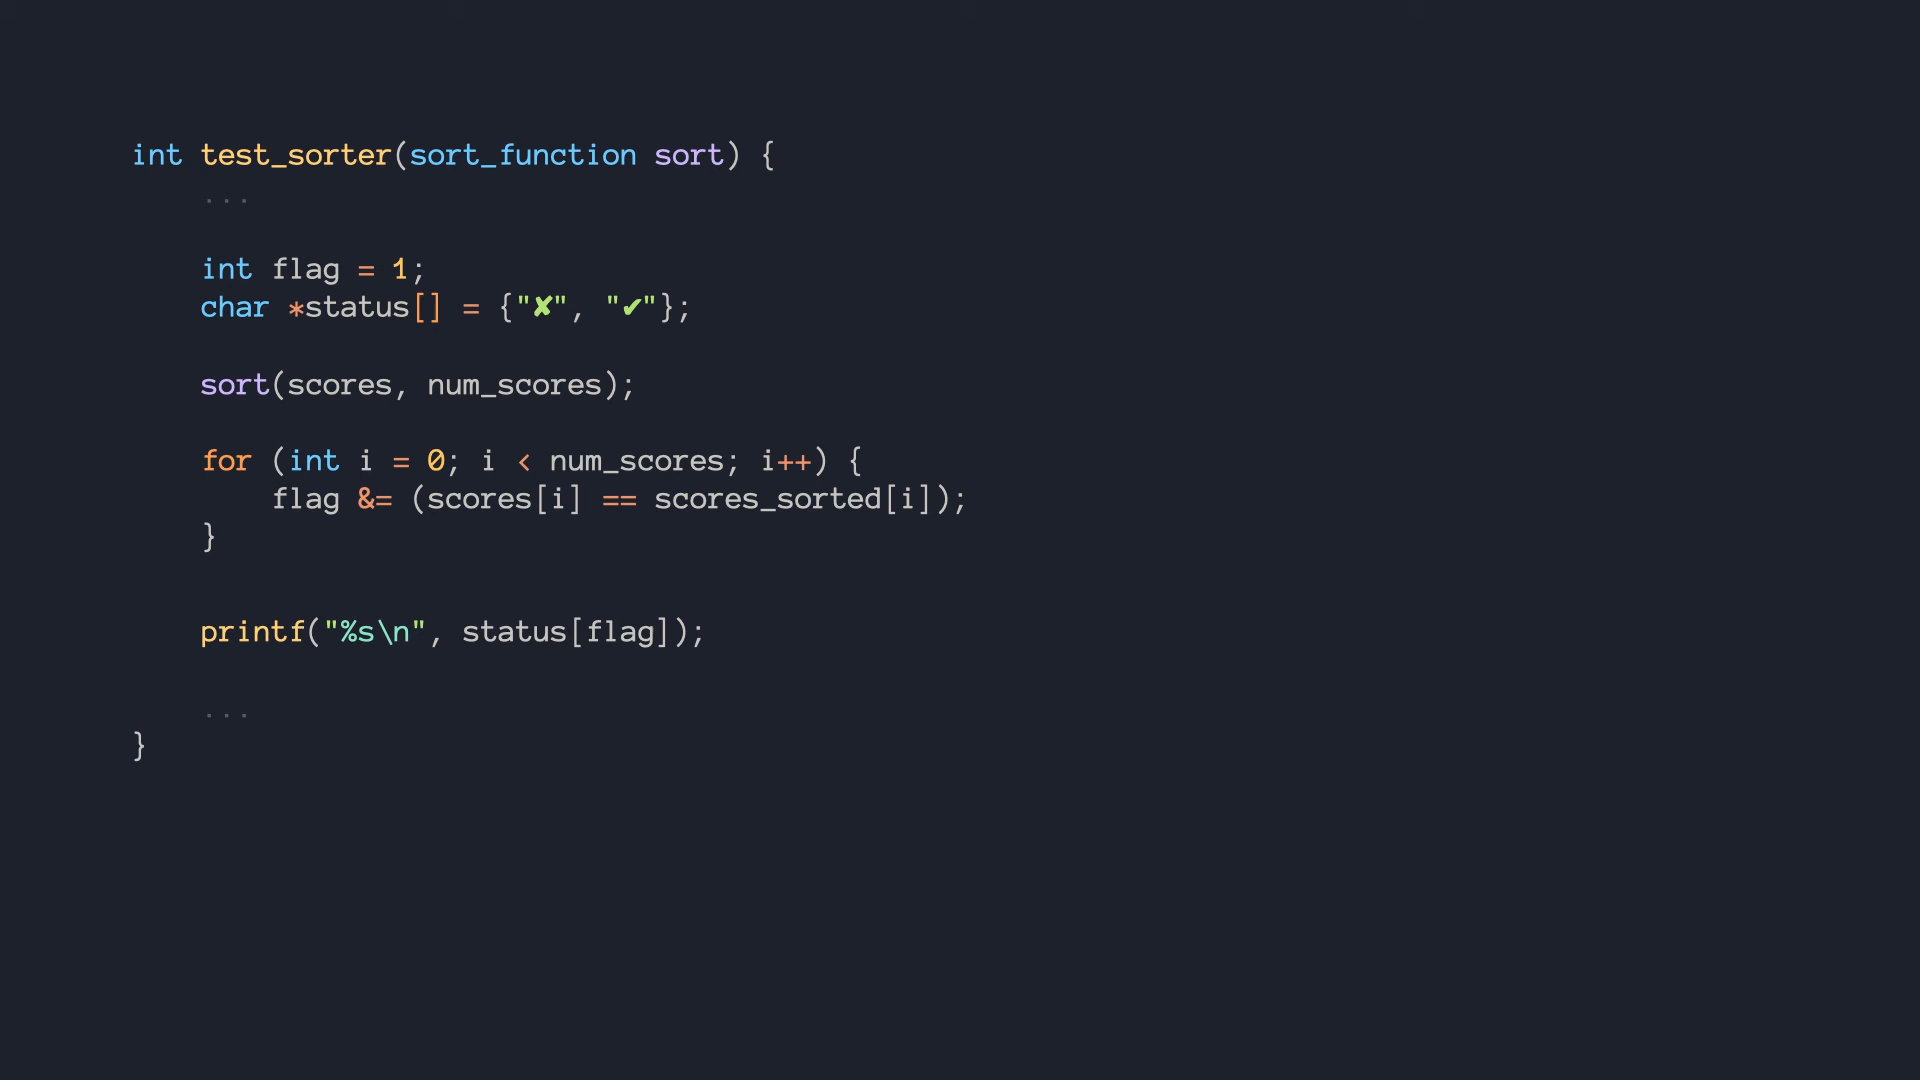 int test_sorter(sort_function sort) {
    ...
    int flag = 1;
    char *status[] = {"✘", "✔"};
    sort(scores, num_scores);
    for (int i = 0; i < num_scores; i++) {
        flag &= (scores[i] == scores_sorted[i]);
    }
    printf("%s\n", status[flag]);
    ...
}